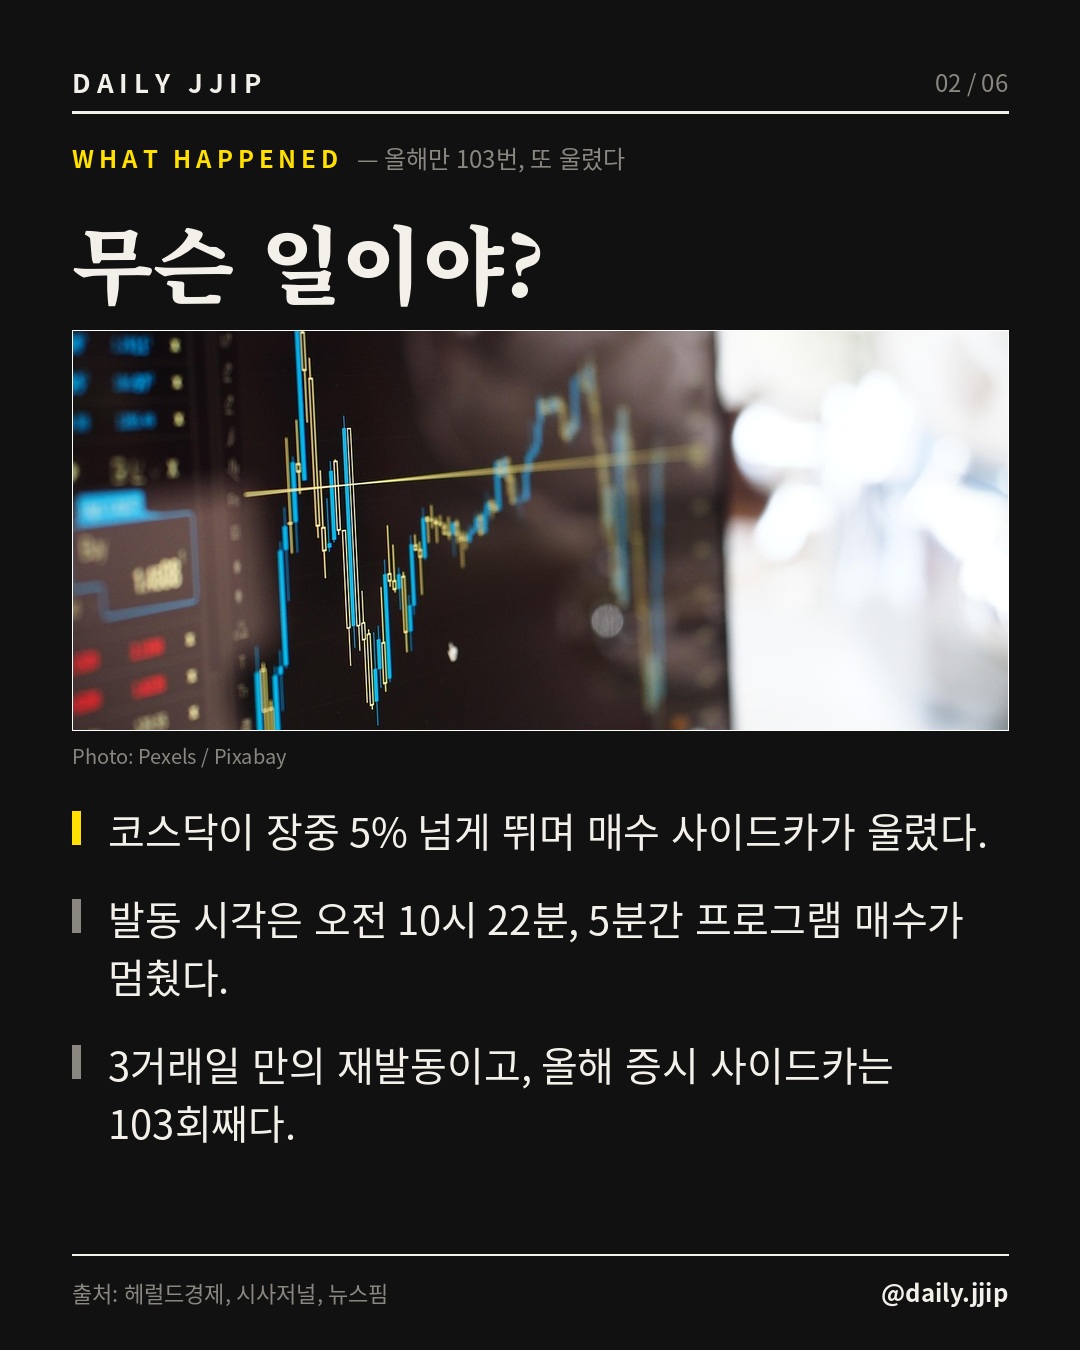 DAILY JJIP
02 / 06
WHAT HAPPENED — 올해만 103번, 또 울렸다
무슨 일이야?
Photo: Pexels / Pixabay
코스닥이 장중 5% 넘게 뛰며 매수 사이드카가 울렸다.
발동 시각은 오전 10시 22분, 5분간 프로그램 매수가
멈췄다.
3거래일 만의 재발동이고, 올해 증시 사이드카는
103회째다.
출처: 헤럴드경제, 시사저널, 뉴스핌
@daily.jjip